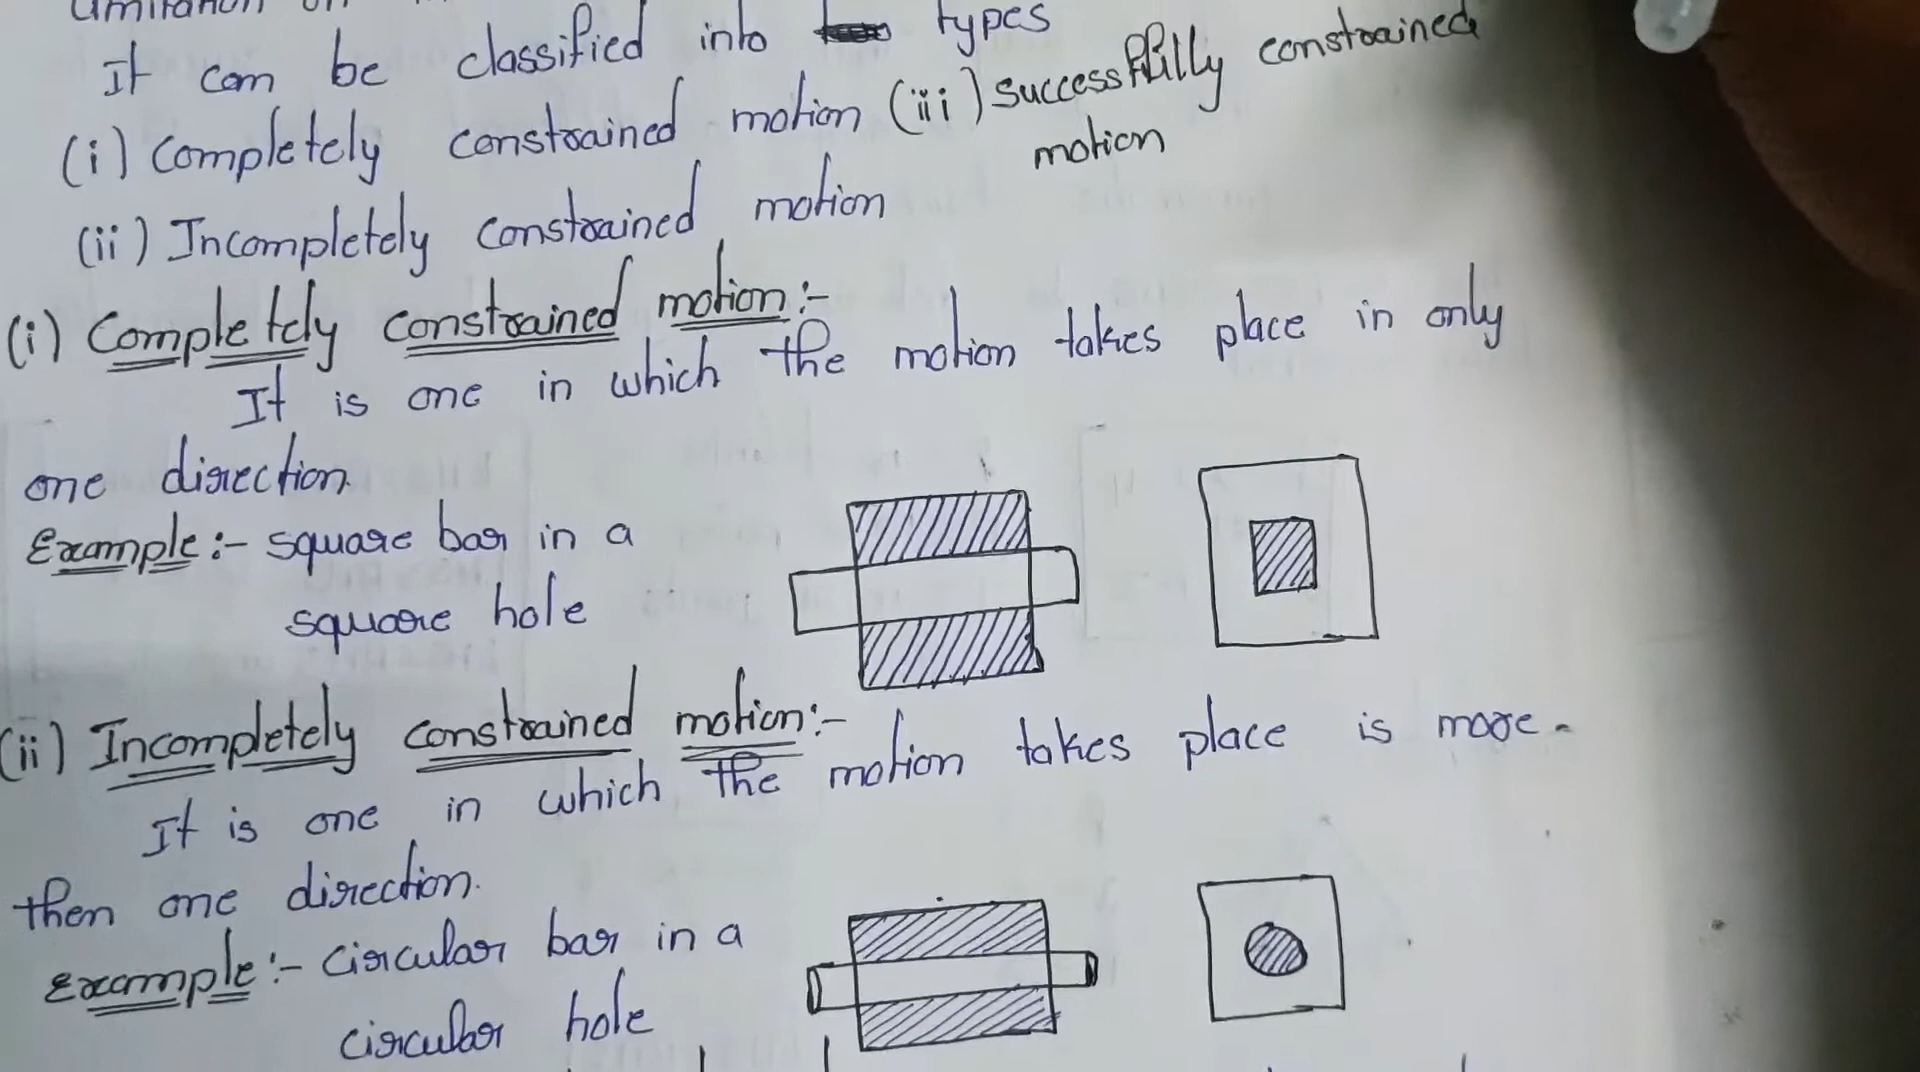 It can be classified into types
(i) Completely constrained motion (iii) successfully constrained
motion
(ii) Incompletely constrained motion
(i) Completely constrained motion:-
It is one in which the motion takes place in only
one direction.
Example:- square bar in a
square hole
(ii) Incompletely constrained motion:-
It is one in which the motion takes place is more
then one direction.
Example:- circular bar in a
circular hole